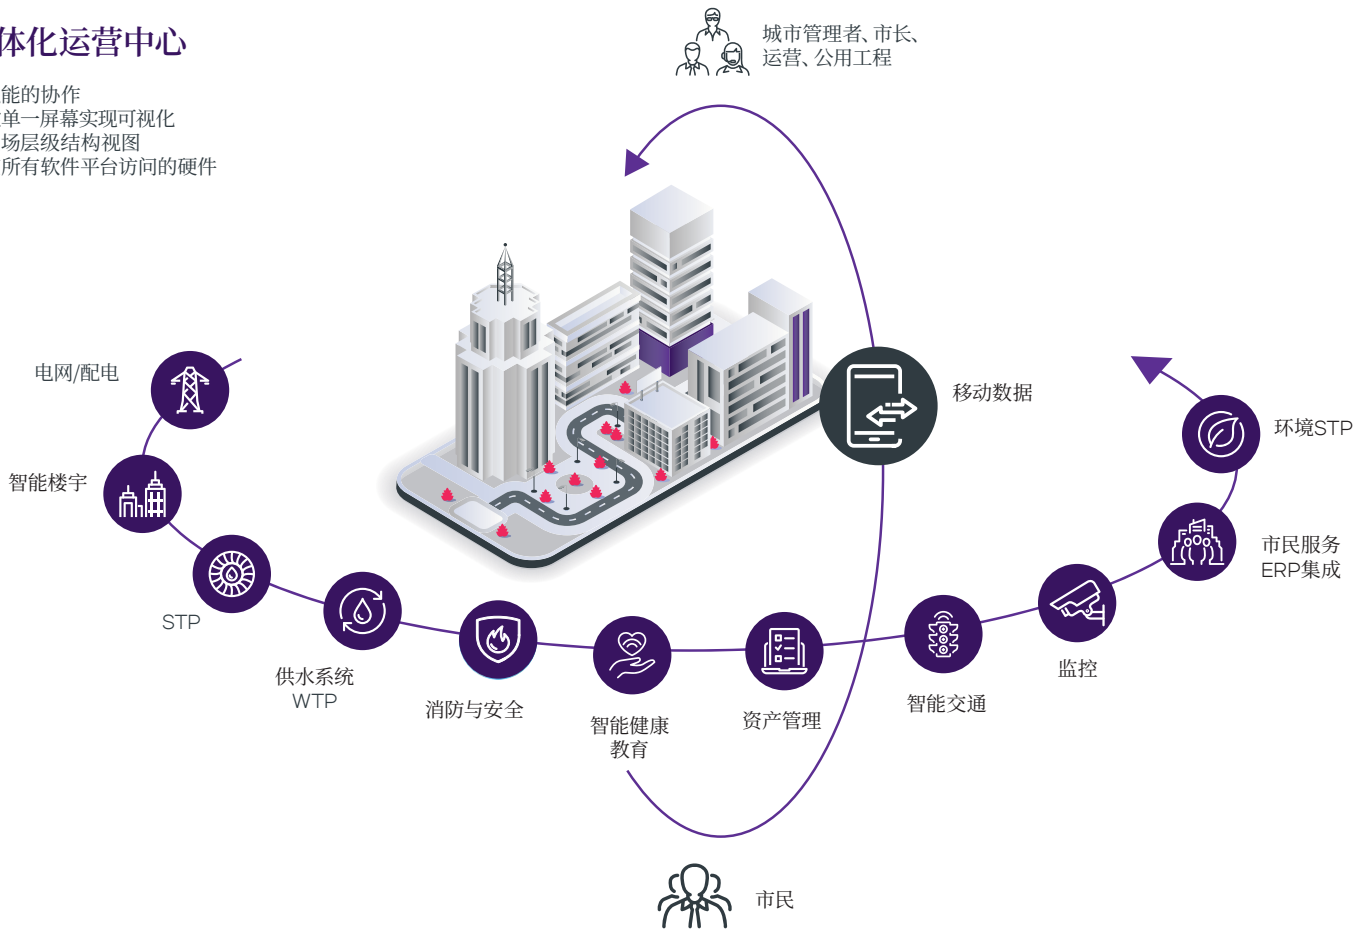 体化运营中心
能的协作
单一屏幕实现可视化
场层级结构视图
所有软件平台访问的硬件
城市管理者、市长、
运营、公用工程
电网/配电
智能楼宇
STP
供水系统
WTP
消防与安全
智能健康
教育
资产管理
智能交通
监控
市民服务
ERP集成
环境STP
移动数据
市民